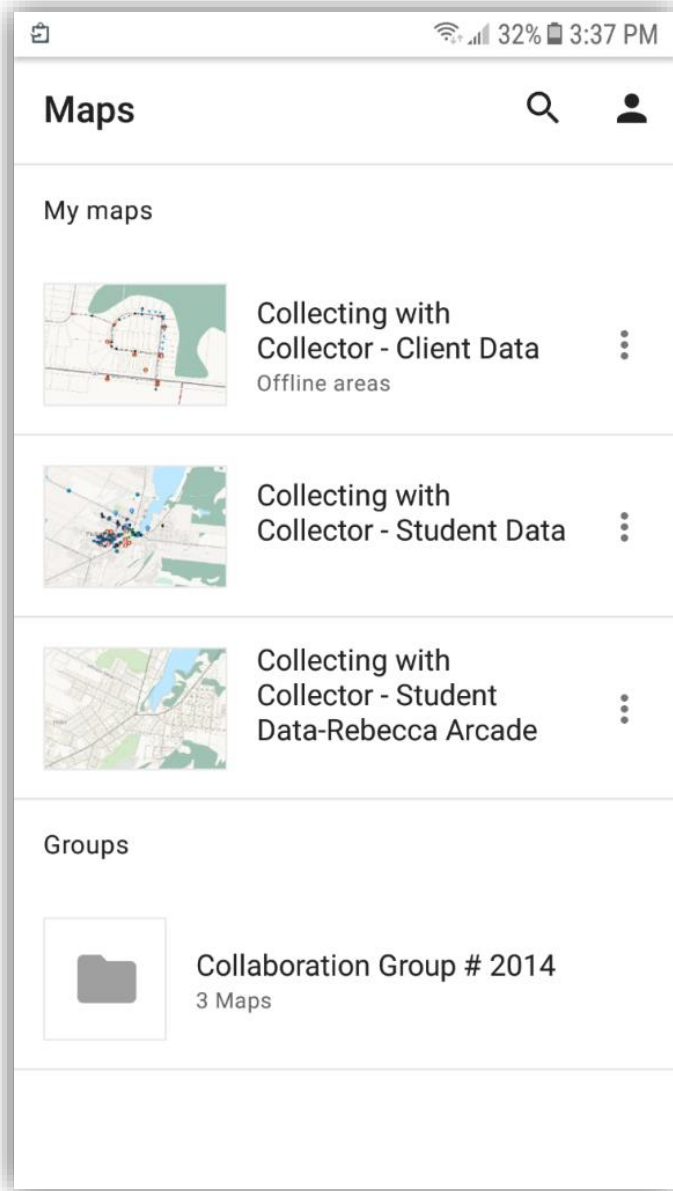 32% 3:37 PM
Maps
My maps
Collecting with
Collector - Client Data
Offline areas
Collecting with
Collector - Student Data
Collecting with
Collector - Student
Data-Rebecca Arcade
Groups
Collaboration Group # 2014
3 Maps